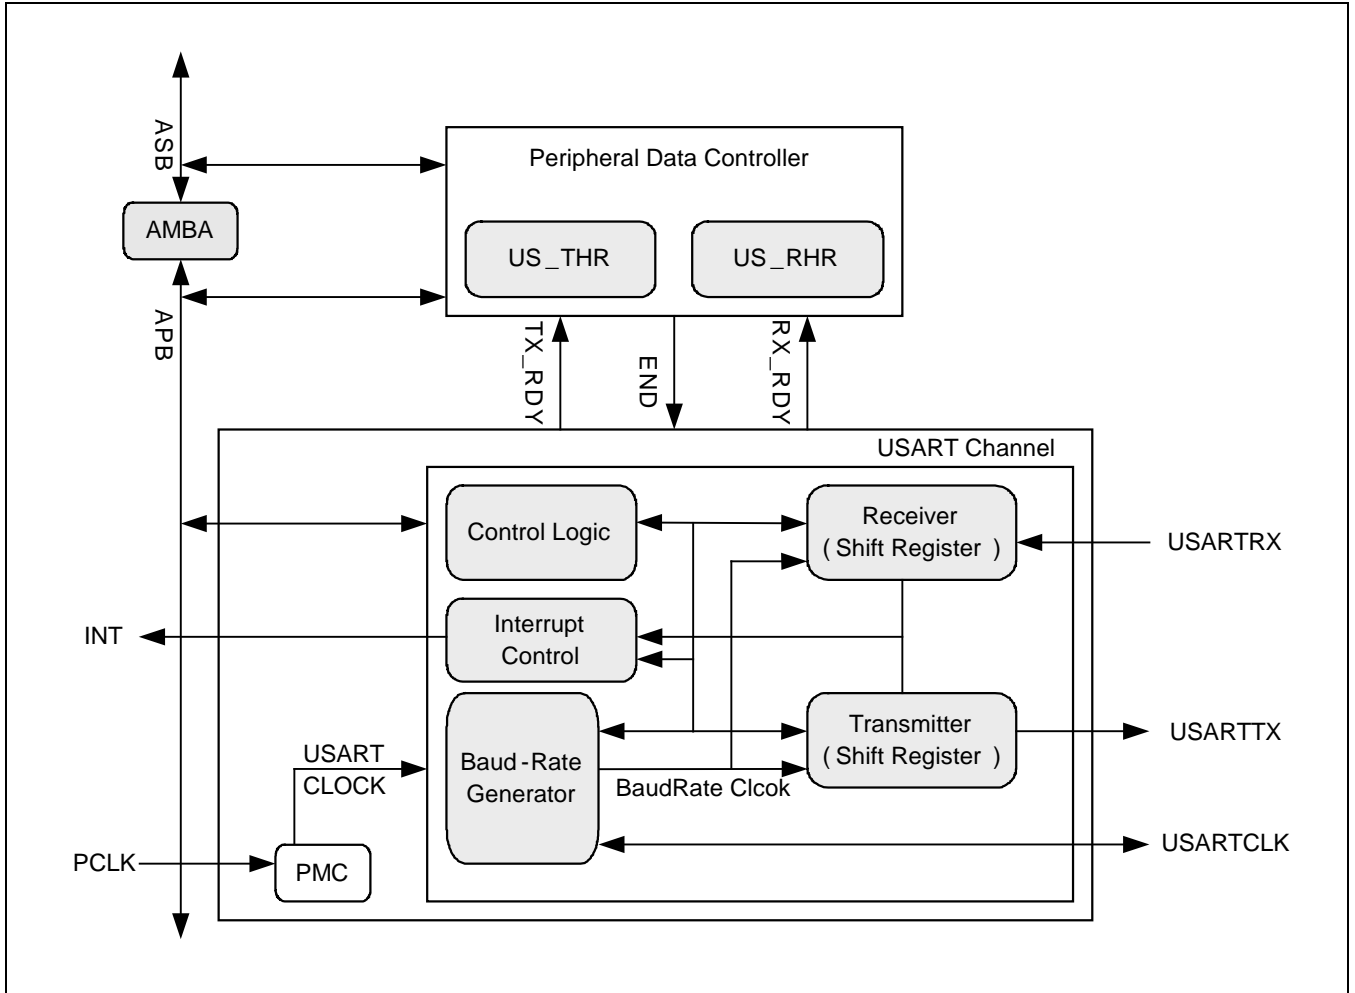 ASB
Peripheral Data Controller
AMBA
US_THR
US_RHR
APB
TX_RDY
END
RX_RDY
USART Channel
Control Logic
Receiver
( Shift Register )
USARTRX
INT
Interrupt
Control
Transmitter
( Shift Register )
USARTTX
USART
CLOCK
Baud-Rate
Generator
BaudRate Clcok
PCLK
PMC
USARTCLK